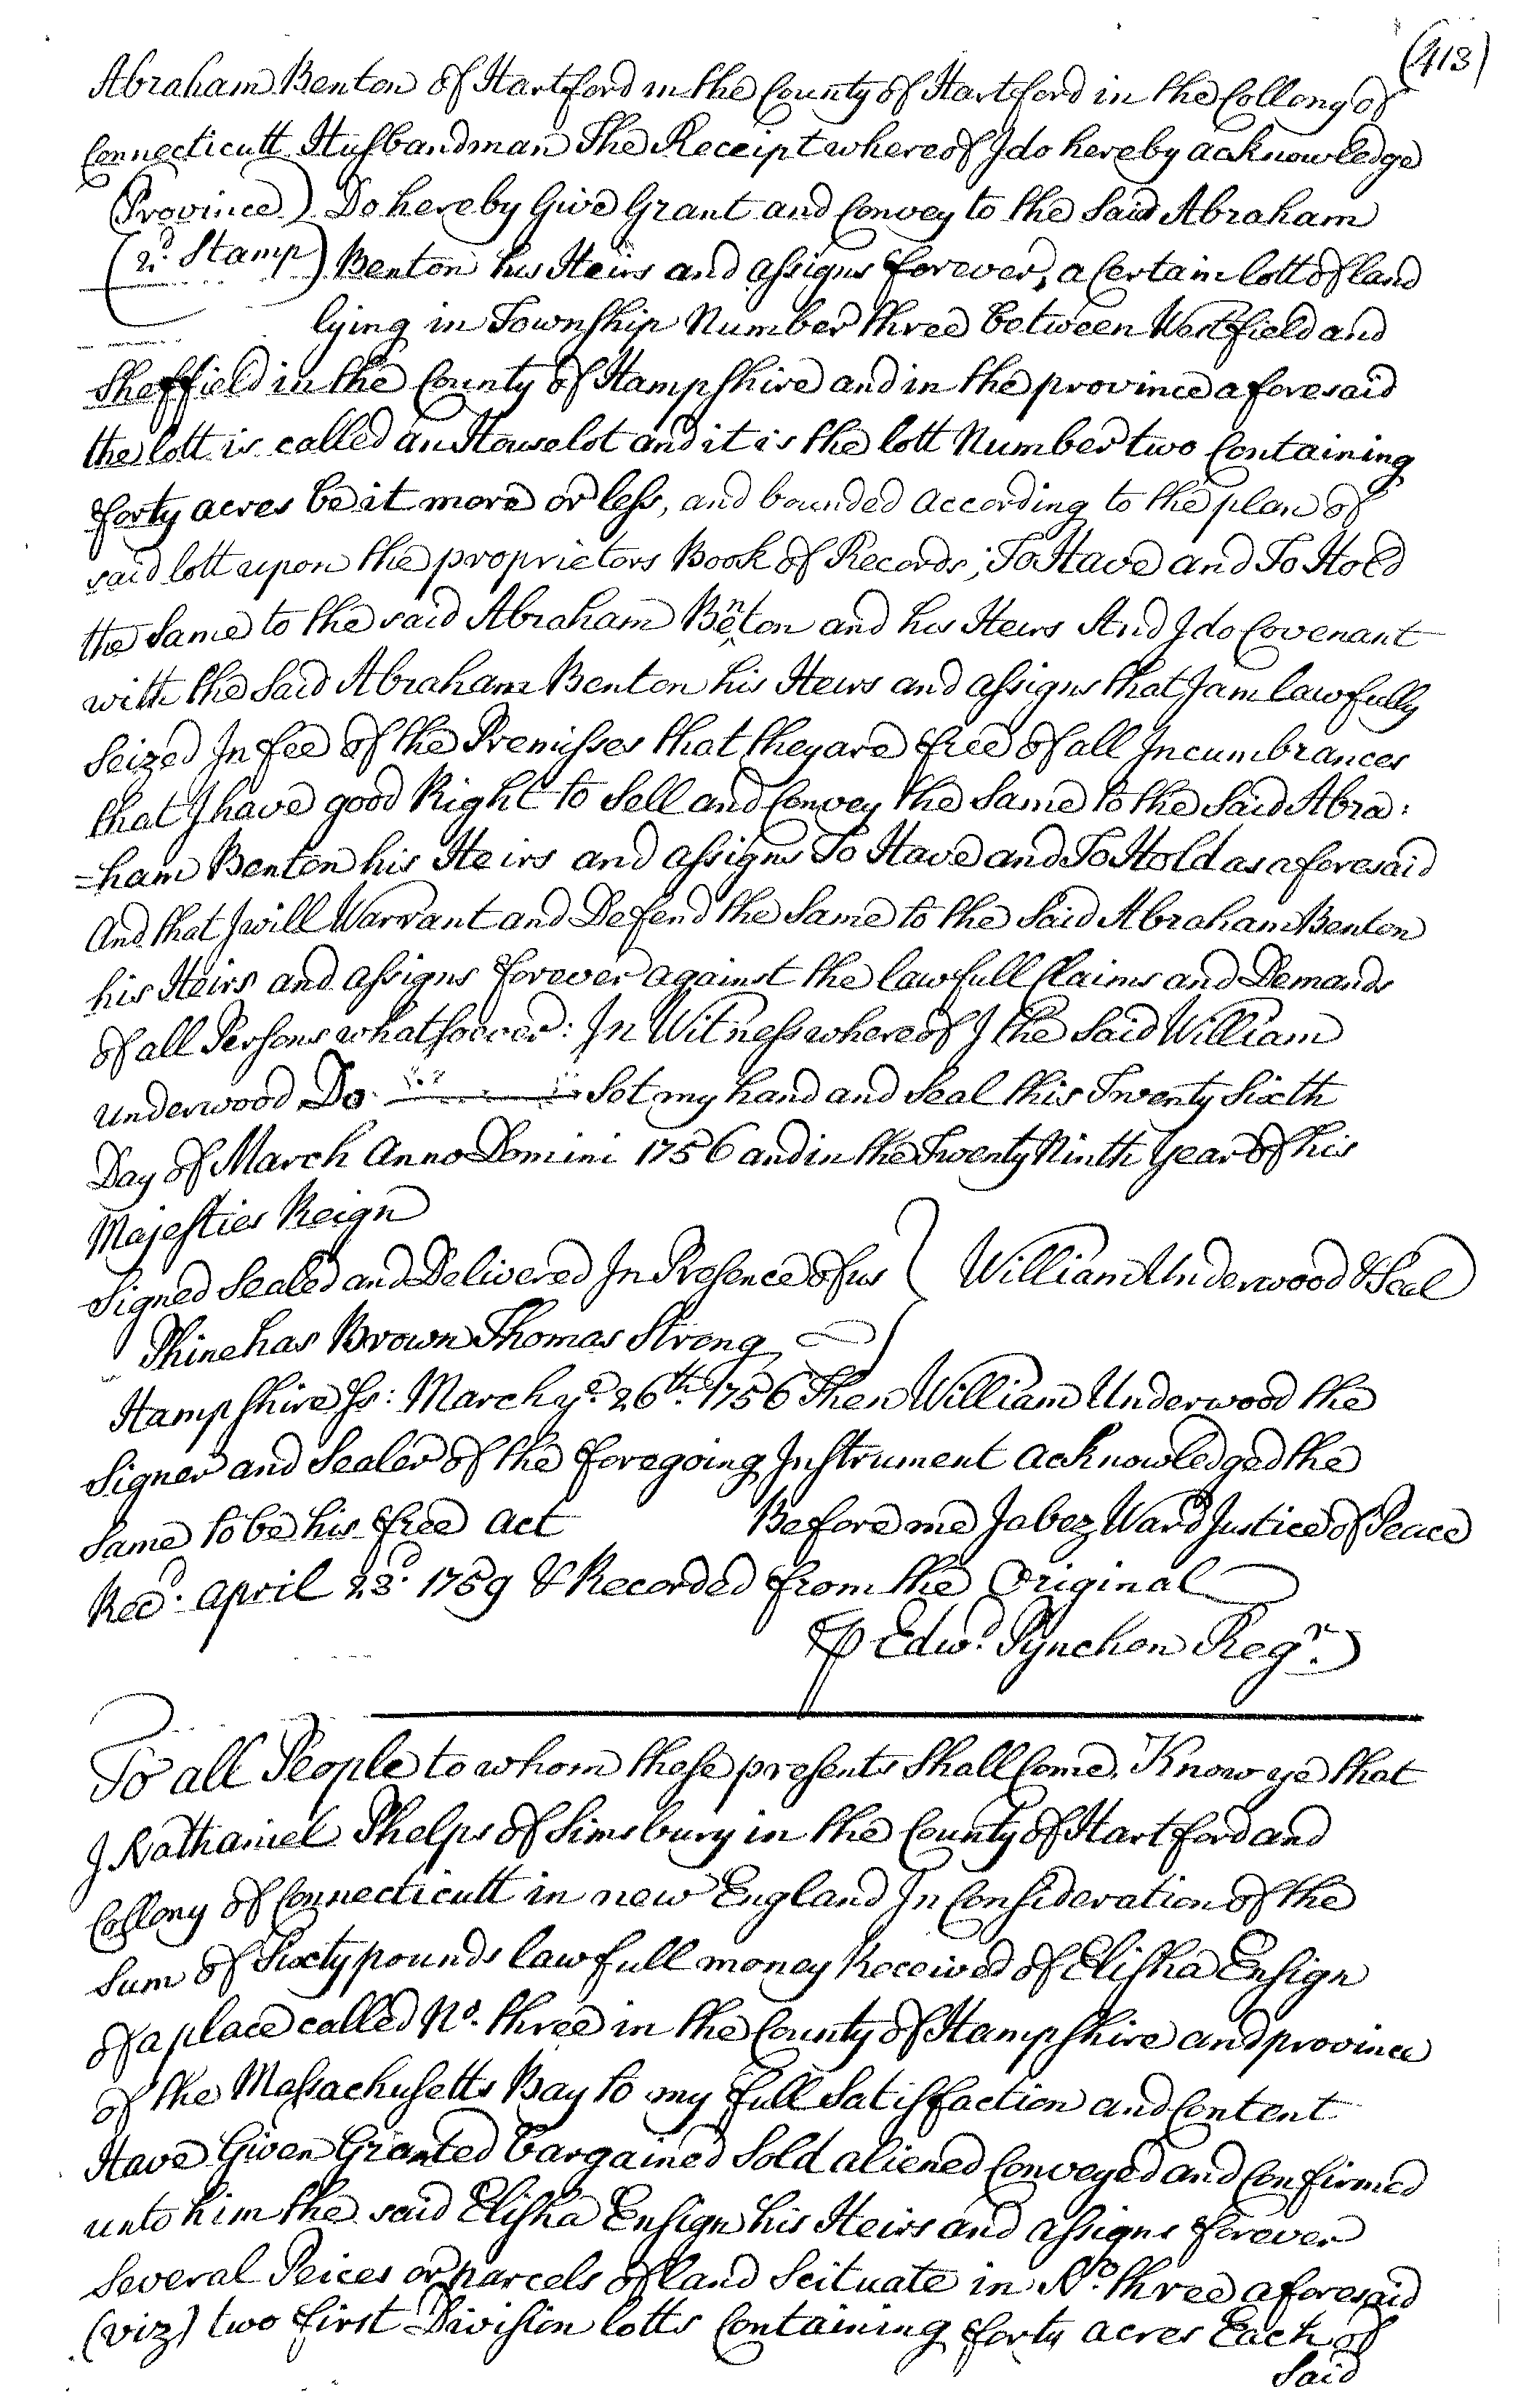 (413)
Abraham Benton of Hartford in the County of Hartford in the Collony of
Connecticutt Husbandman The Receipt whereof I do hereby acknowledge
(Province) Do hereby Give Grant and Convey to the said Abraham
(2d. Stamp) Benton his Heirs and assigns forever, a Certain lott of land
lying in Township Number three between Westfield and
Sheffield in the County of Hampshire and in the province aforesaid
the lott is called an Houselot and it is the lott Number two Containing
forty acres be it more or less, and bounded according to the plan of
said lott upon the proprietors Book of Records; To Have and To Hold
the Same to the said Abraham Benton and his Heirs And I do Covenant
with the Said Abraham Benton his Heirs and assigns that I am lawfully
Seized In fee of the Premisses that they are free of all Incumbrances
that I have good Right to Sell and Convey the Same to the Said Abra:
=ham Benton his Heirs and assigns To Have and To Hold as aforesaid
And that I will Warrant and Defend the Same to the Said Abraham Benton
his Heirs and assigns forever against the lawfull Claims and Demands
of all Persons whatsoever: In Witness whereof I the Said William
Underwood Do Set my hand and Seal this Twenty Sixth
Day of March Anno Domini 1756 and in the Twenty Ninth Year of his
Majesties Reign
Signed Sealed and Delivered In Presence of us } William Underwood & Seal
Phinehas Brown Thomas Strong
Hampshire Ss: March ye. 26th. 1756 Then William Underwood the
Signer and Sealer of the foregoing Instrument acknowledged the
Same to be his free act Before me Jabez Ward Justice of Peace
Recd. april 23d. 1759 & Recorded from the Original
⅌ Edwd. Pynchon Regr.
To all People to whom these presents Shall Come, Know ye that
I Nathaniel Phelps of Simsbury in the County of Hartford and
Collony of Connecticutt in new England In Consideration of the
Sum of Sixty pounds lawfull money Received of Elisha Ensign
of a place called No. three in the County of Hampshire and province
of the Massachusetts Bay to my full Satisfaction and Content
Have Given Granted bargained Sold aliened Conveyed and Confirmed
unto him the said Elisha Ensign his Heirs and assigns forever
Several Peices or parcels of land Scituate in No. three aforesaid
(viz) two first Division lotts Containing forty acres Each of
Said